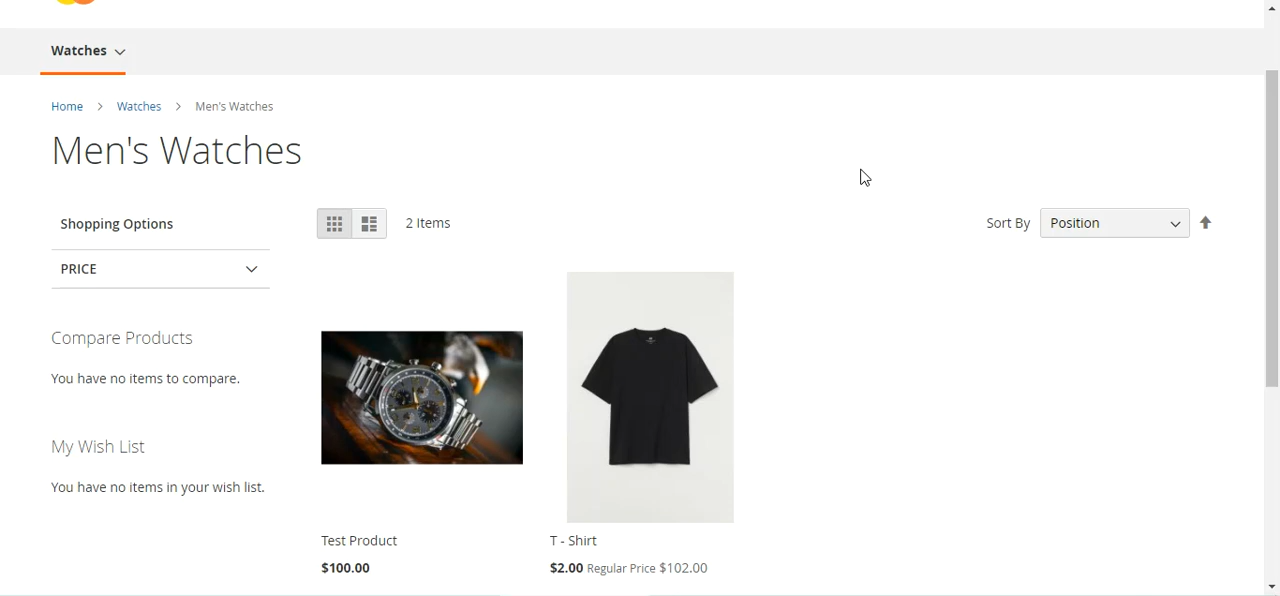 Watches
Home > Watches > Men's Watches
Men's Watches
Shopping Options
2 Items
Sort By Position
PRICE
Compare Products
You have no items to compare.
My Wish List
You have no items in your wish list.
Test Product
$100.00
T - Shirt
$2.00 Regular Price $102.00